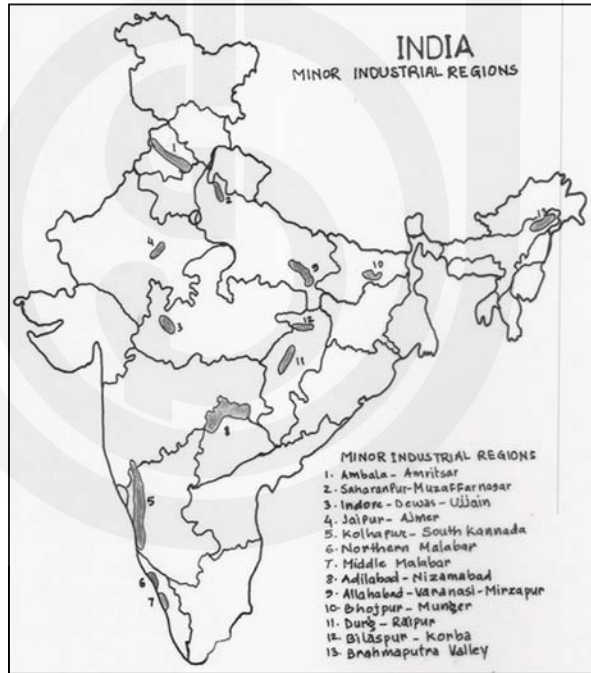 INDIA
MINOR INDUSTRIAL REGIONS
1
2
13
4
9
10
3
12
11
8
5
6
7
MINOR INDUSTRIAL REGIONS
1. Ambala - Amritsar
2. Saharanpur-Muzaffarnagar
3. Indore-Dewas-Ujjain
4. Jaipur - Ajmer
5. Kolhapur - South Kannada
6. Northern Malabar
7. Middle Malabar
8. Adilabad-Nizamabad
9. Allahabad-Varanasi-Mirzapur
10. Bhojpur - Munger
11. Durg - Raipur
12. Bilaspur - Korba
13. Brahmaputra Valley